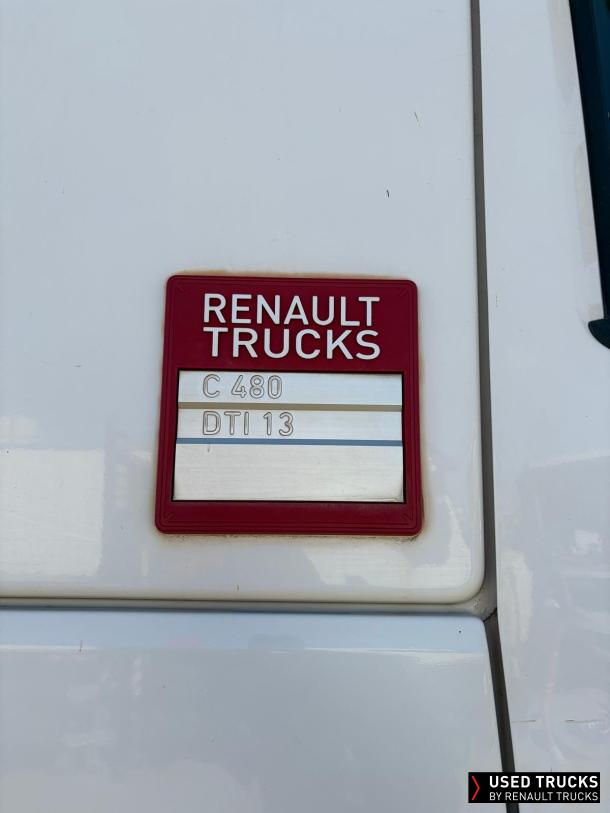 RENAULT
TRUCKS
C 480
DTI 13
USED TRUCKS
BY RENAULT TRUCKS